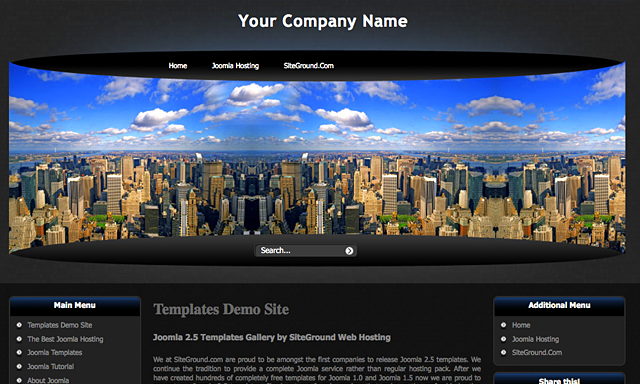 Your Company Name
Home Joomla Hosting SiteGround.Com
Search...
Main Menu
Templates Demo Site
The Best Joomla Hosting
Joomla Templates
Joomla Tutorial
About Joomla
Templates Demo Site
Joomla 2.5 Templates Gallery by SiteGround Web Hosting
We at SiteGround.com are proud to be amongst the first companies to release Joomla 2.5 templates. We
continue the tradition to provide a complete Joomla service rather than regular hosting pack. After we
have created hundreds of completely free templates for Joomla 1.0 and Joomla 1.5 now we are proud to
Additional Menu
Home
Joomla Hosting
SiteGround.Com
Share this!